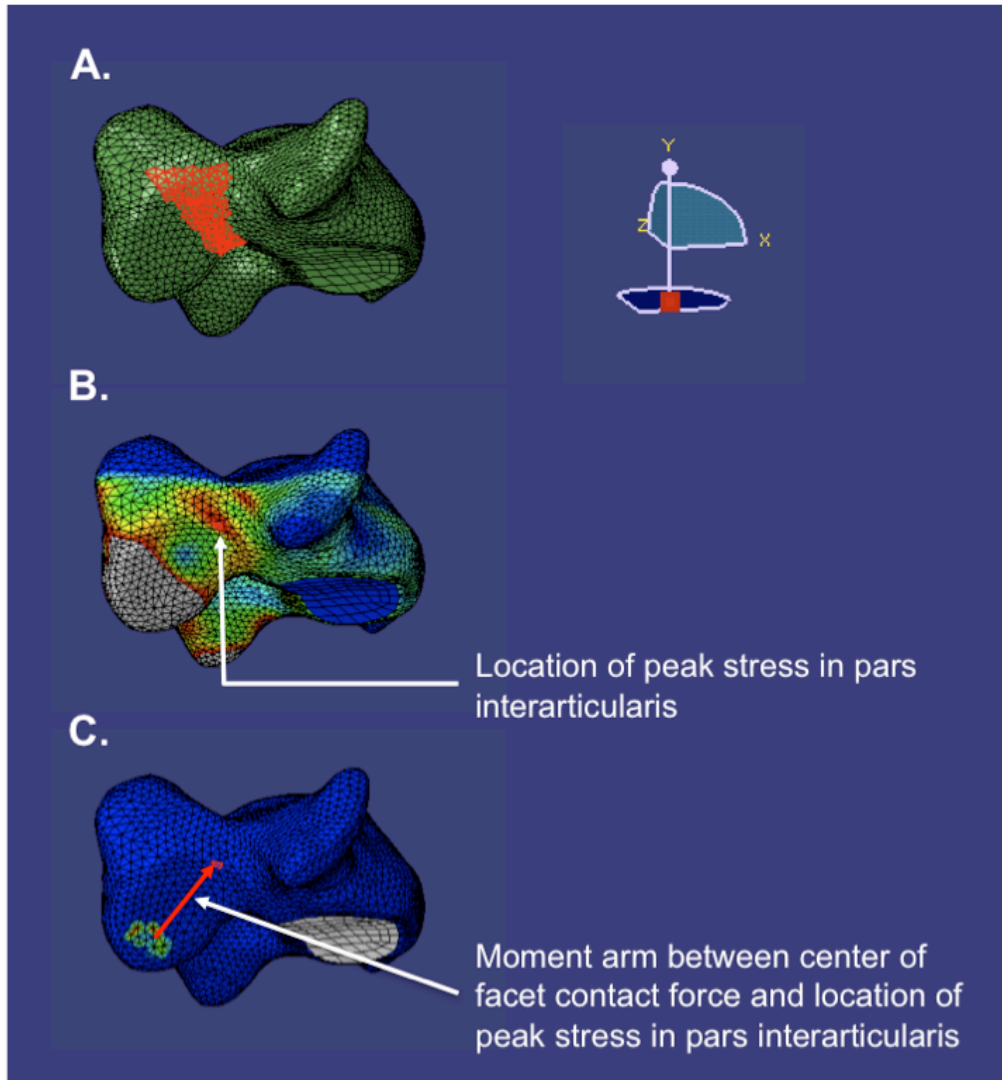 A.
Y
Z
X
B.
Location of peak stress in pars
interarticularis
C.
Moment arm between center of
facet contact force and location of
peak stress in pars interarticularis